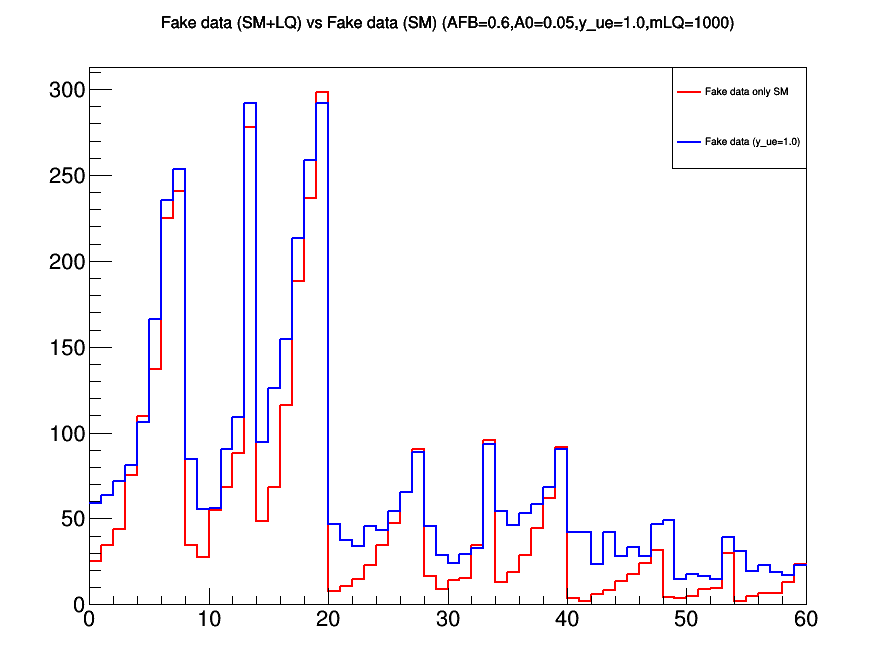 Fake data (SM+LQ) vs Fake data (SM) (AFB=0.6,A0=0.05,y_ue=1.0,mLQ=1000)
Fake data only SM
Fake data (y_ue=1.0)
300
250
200
150
100
50
0
0 10 20 30 40 50 60